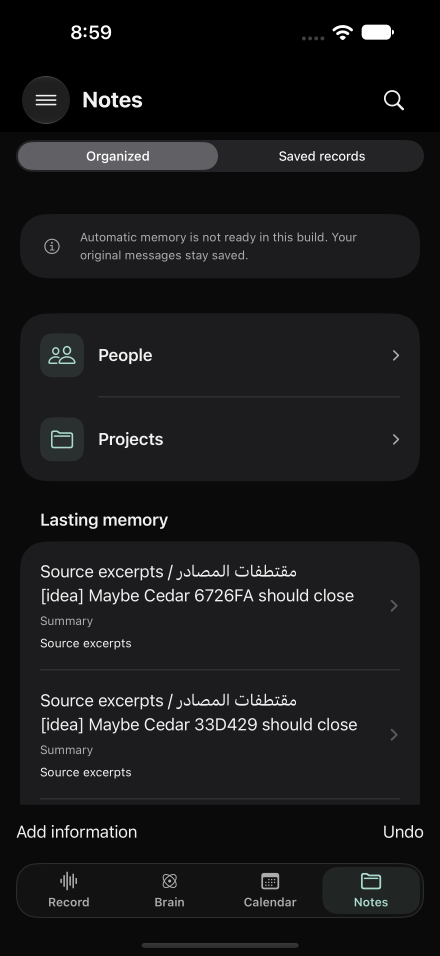 8:59
Notes
Organized
Saved records
Automatic memory is not ready in this build. Your
original messages stay saved.
People
Projects
Lasting memory
Source excerpts / مقتطفات المصادر
[idea] Maybe Cedar 6726FA should close
Summary
Source excerpts
Source excerpts / مقتطفات المصادر
[idea] Maybe Cedar 33D429 should close
Summary
Source excerpts
Add information
Undo
Record
Brain
Calendar
Notes